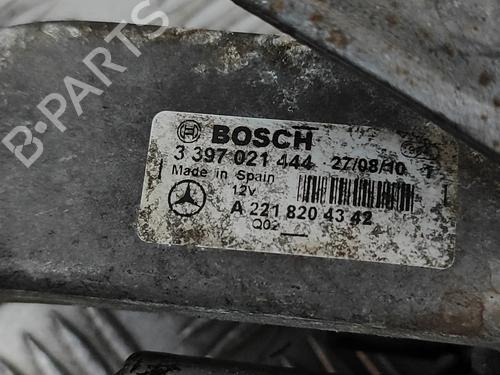 B-PARTS
BOSCH
3 397 021 444 27/08/10
Made in Spain
12V
A 221 820 43 42
Q02